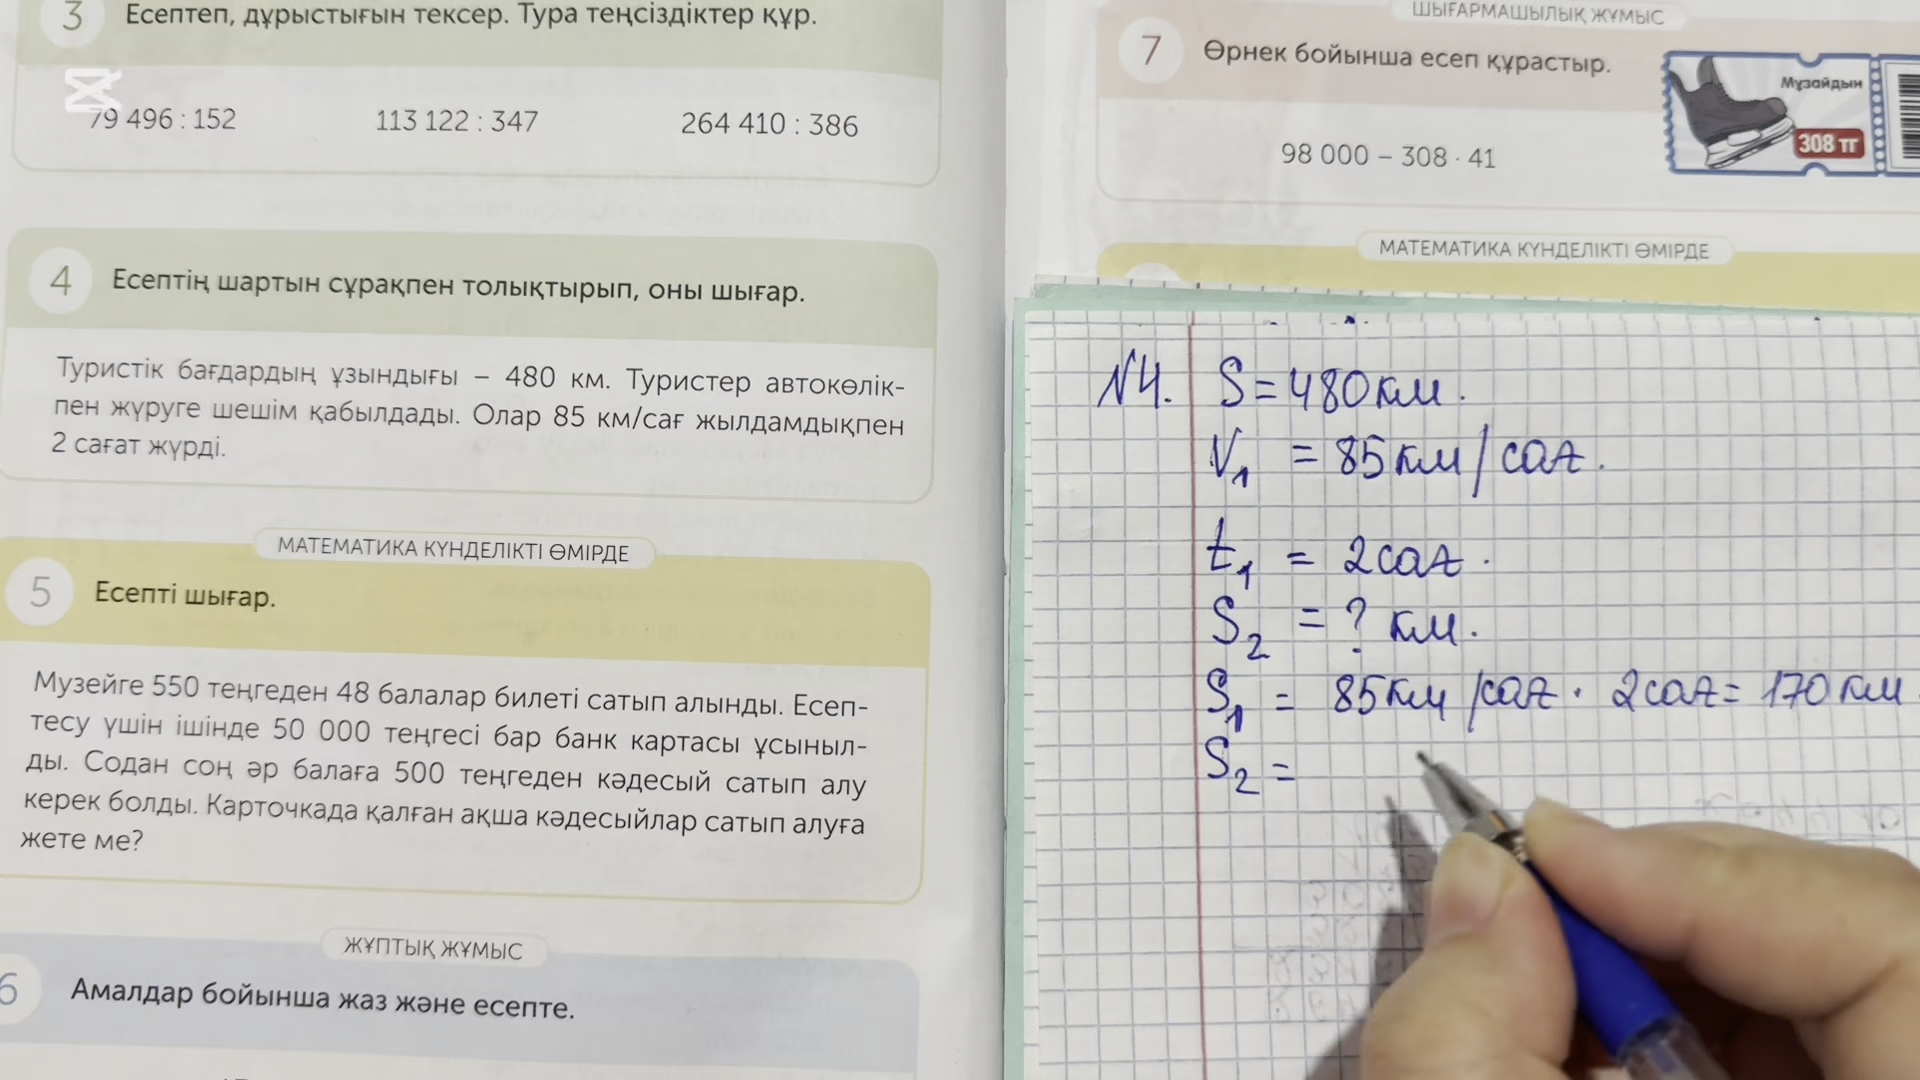 3 Есептеп, дұрыстығын тексер. Тура теңсіздіктер құр.
79 496 : 152 113 122 : 347 264 410 : 386
4 Есептің шартын сұрақпен толықтырып, оны шығар.
Туристік бағдардың ұзындығы – 480 км. Туристер автокөлік-
пен жүруге шешім қабылдады. Олар 85 км/сағ жылдамдықпен
2 сағат жүрді.
МАТЕМАТИКА КҮНДЕЛІКТІ ӨМІРДЕ
5 Есепті шығар.
Музейге 550 теңгеден 48 балалар билеті сатып алынды. Есеп-
тесу үшін ішінде 50 000 теңгесі бар банк картасы ұсыныл-
ды. Содан соң әр балаға 500 теңгеден кәдесый сатып алу
керек болды. Карточкада қалған ақша кәдесыйлар сатып алуға
жете ме?
ЖҰПТЫҚ ЖҰМЫС
6 Амалдар бойынша жаз және есепте.
ШЫҒАРМАШЫЛЫҚ ЖҰМЫС
7 Өрнек бойынша есеп құрастыр.
98 000 – 308 · 41
Мұзайдын
308 тг
МАТЕМАТИКА КҮНДЕЛІКТІ ӨМІРДЕ
№4. S = 480 км.
V₁ = 85 км/сағ.
t₁ = 2 сағ.
S₂ = ? км.
S₁ = 85 км/сағ · 2 сағ = 170 км
S₂ =